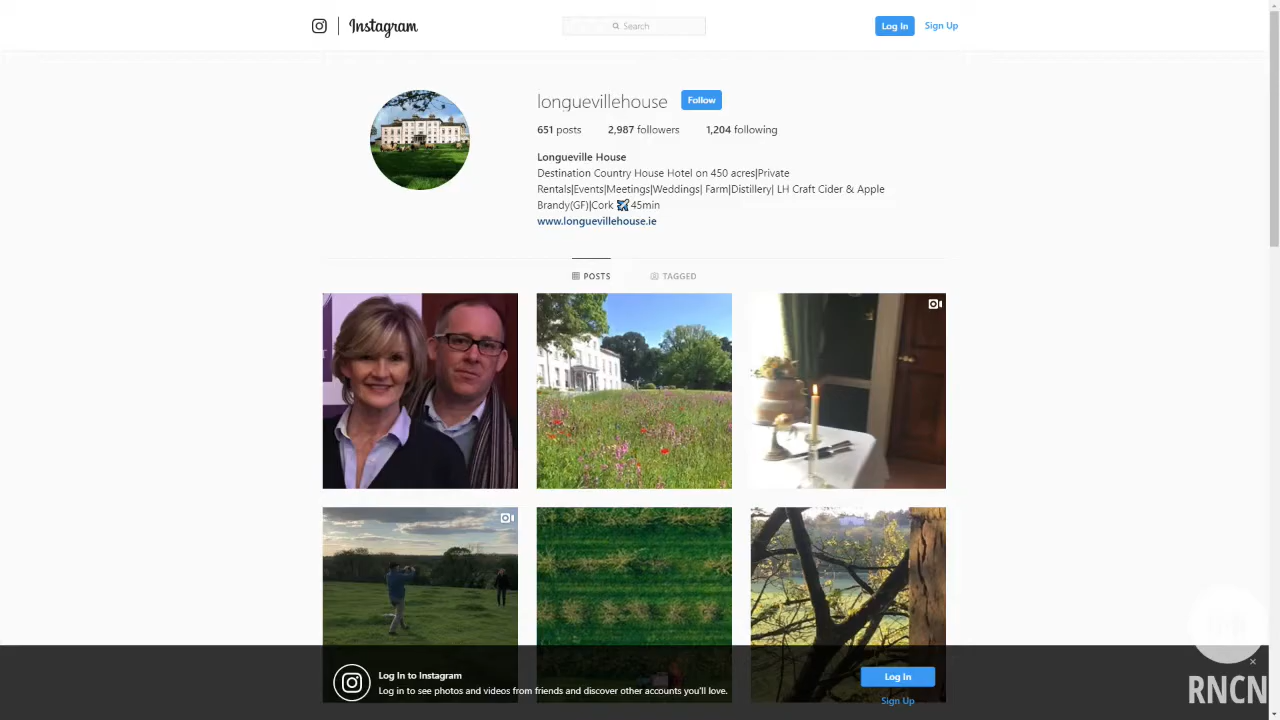 Instagram
Search
Log In
Sign Up
longuevillehouse
Follow
651 posts 2,987 followers 1,204 following
Longueville House
Destination Country House Hotel on 450 acres|Private
Rentals|Events|Meetings|Weddings| Farm|Distillery| LH Craft Cider & Apple
Brandy(GF)|Cork 🛩45min
www.longuevillehouse.ie
POSTS
TAGGED
Log In to Instagram
Log in to see photos and videos from friends and discover other accounts you'll love.
Log In
Sign Up
RNCN